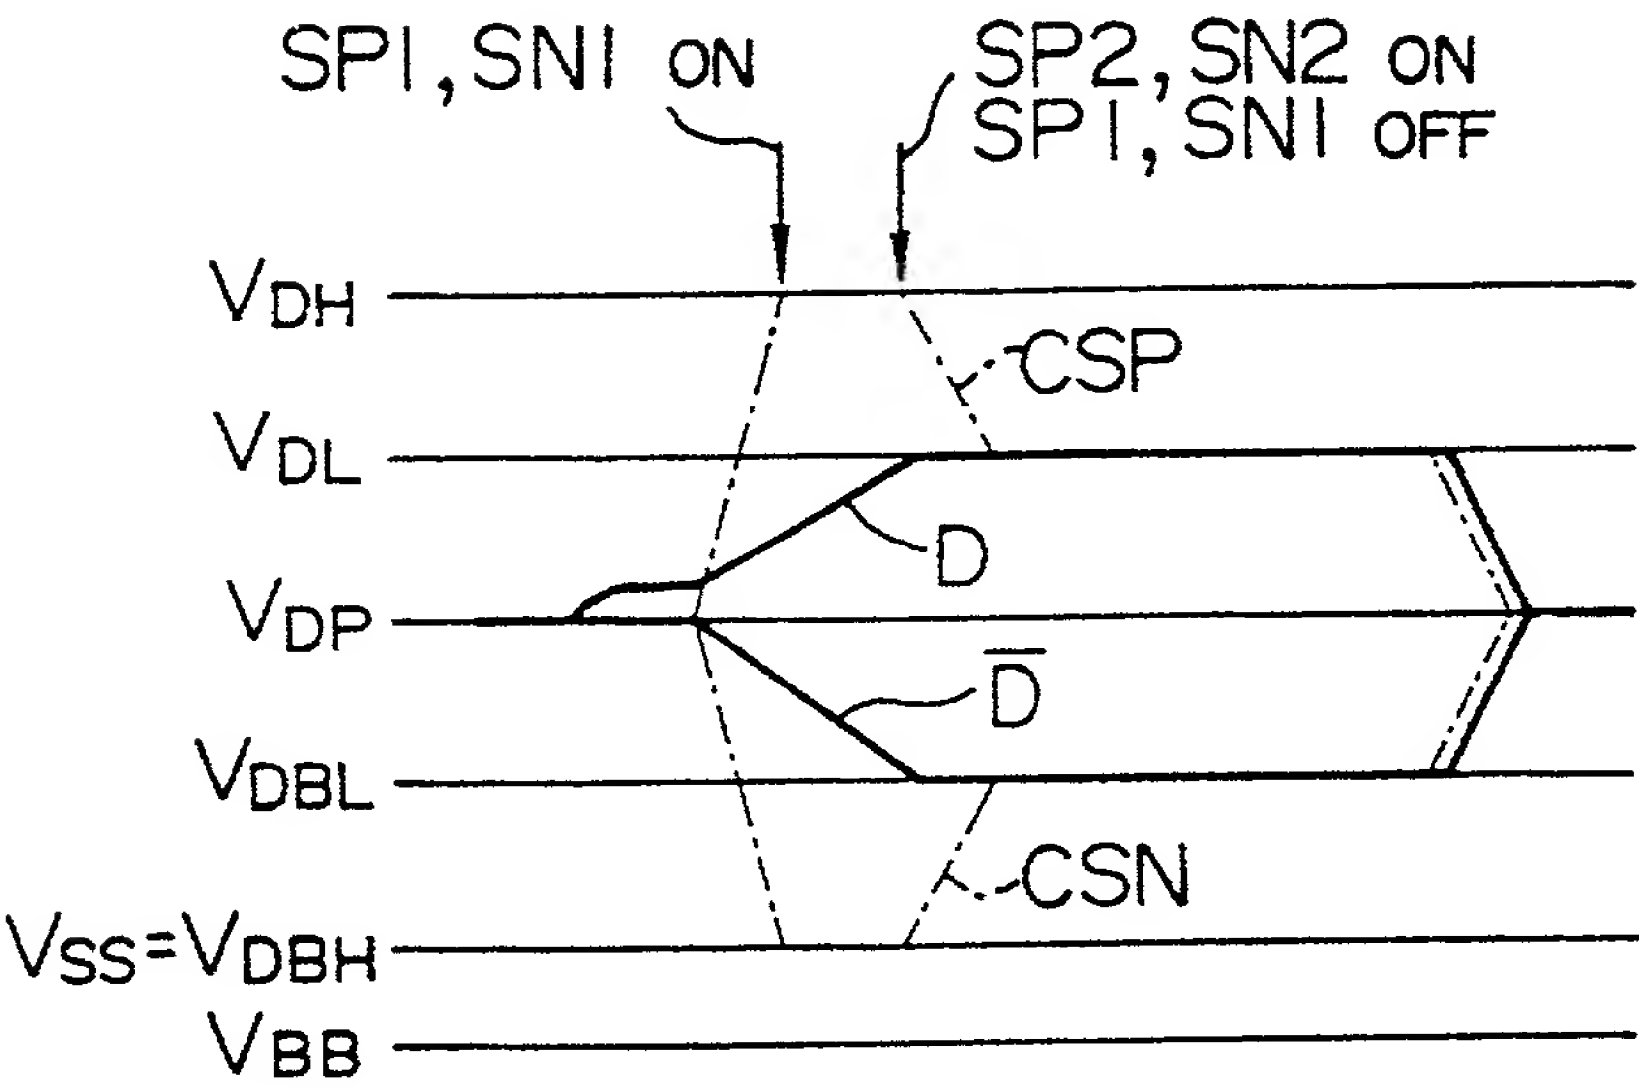 SP1, SN1 ON
SP2, SN2 ON
SP1, SN1 OFF
VDH
CSP
VDL
D
VDP
D̅
VDBL
CSN
VSS=VDBH
VBB